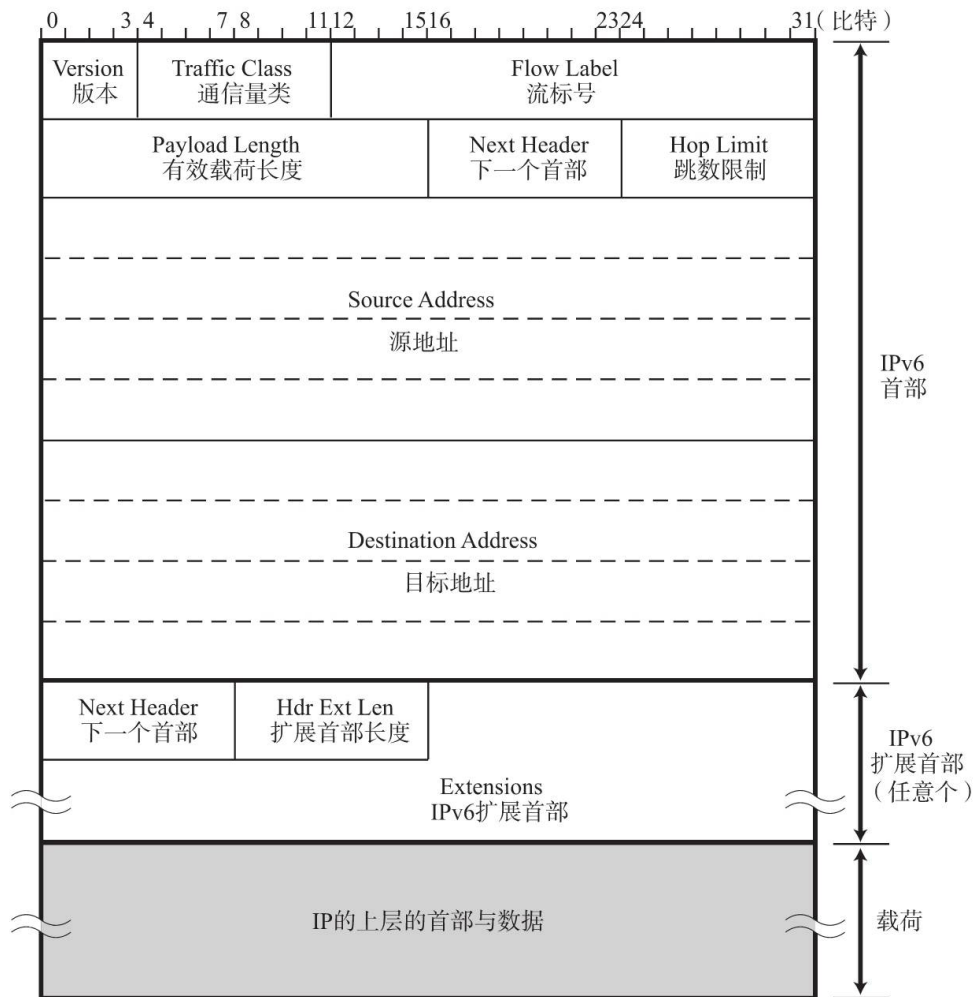 0 3 4 7 8 11 12 15 16 23 24 31（比特）
Version Traffic Class Flow Label
版本 通信量类 流标号
Payload Length Next Header Hop Limit
有效载荷长度 下一个首部 跳数限制
Source Address
源地址
IPv6
首部
Destination Address
目标地址
Next Header Hdr Ext Len
下一个首部 扩展首部长度
Extensions
IPv6扩展首部
IPv6
扩展首部
（任意个）
IP的上层的首部与数据
载荷